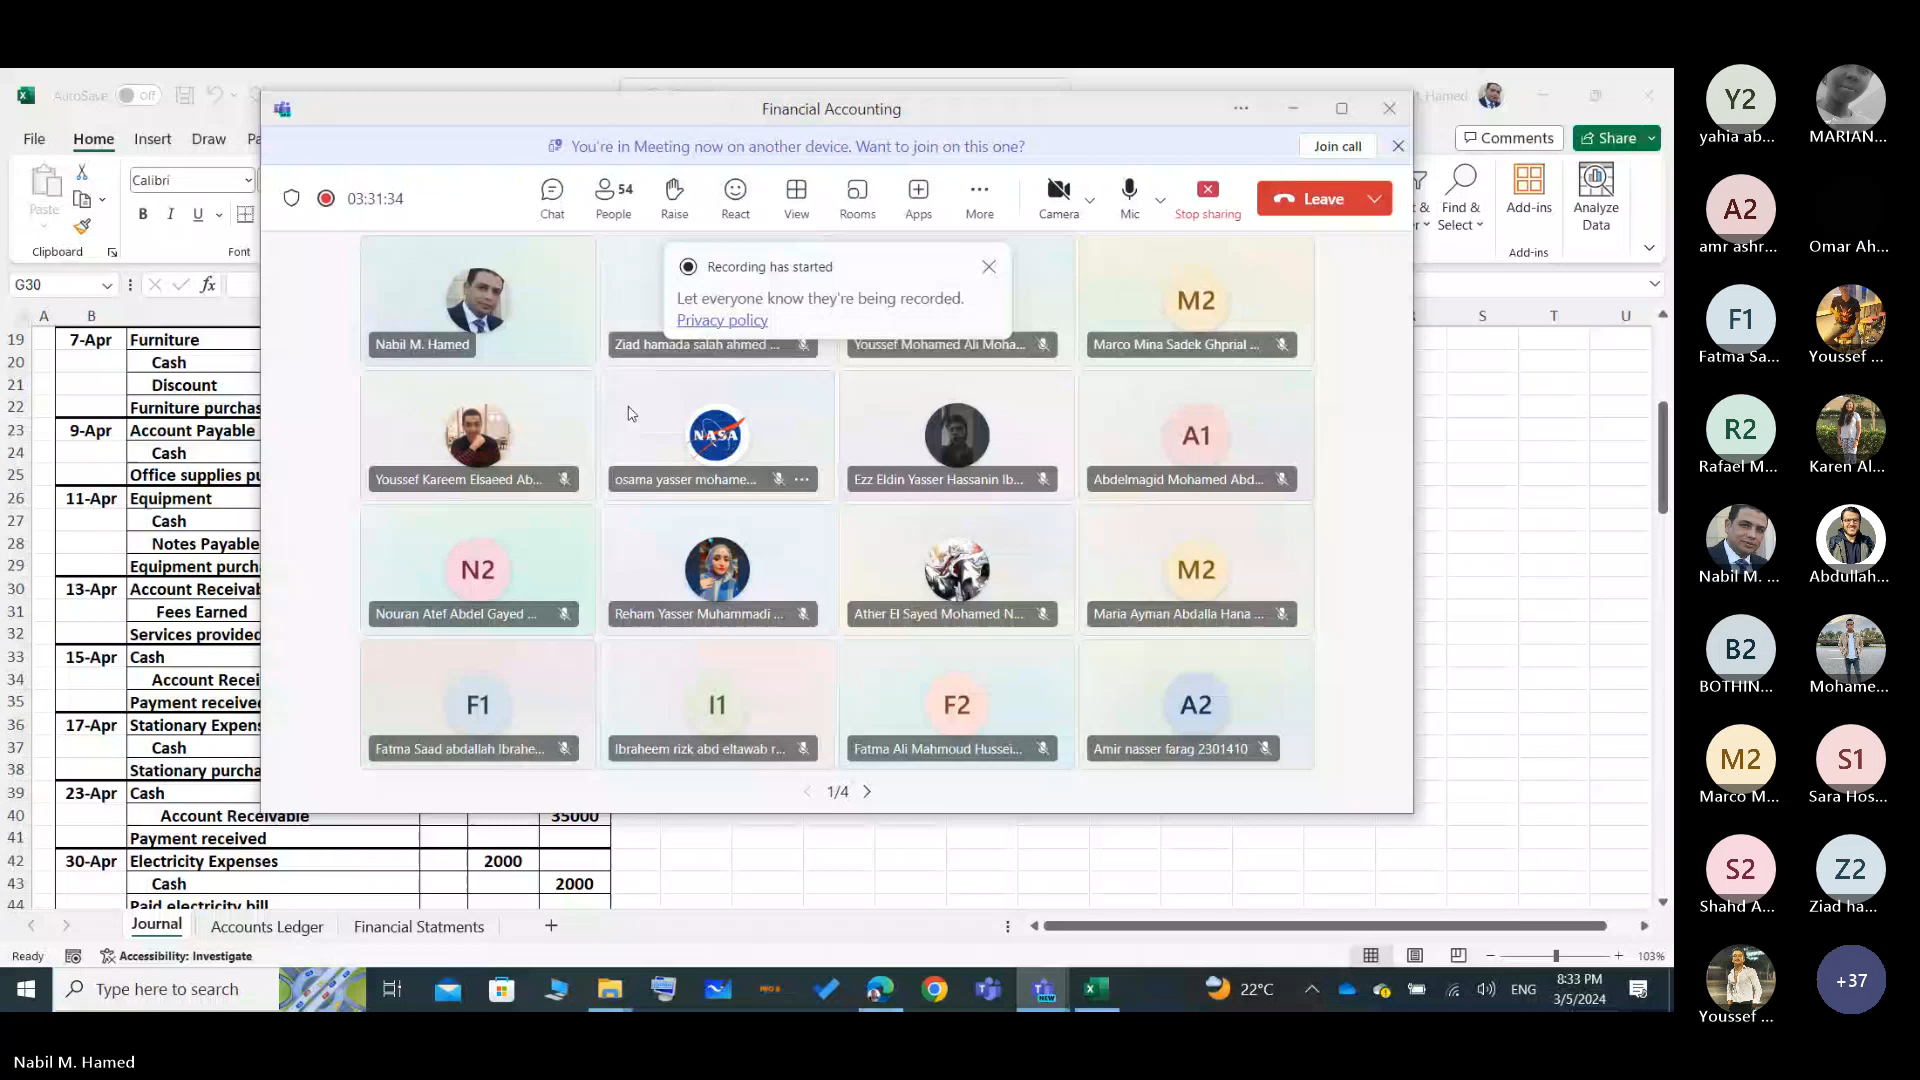 AutoSave Off
Hamed
Financial Accounting
File Home Insert Draw Pa
Comments
Share
You're in Meeting now on another device. Want to join on this one?
Join call
03:31:34
Chat
54
People
Raise
React
View
Rooms
Apps
More
Camera
Mic
Stop sharing
Leave
Paste
Clipboard
Calibri
B I U
Font
Find &
Select
Add-ins
Add-ins
Analyze
Data
G30
fx
A B S T U
Recording has started
Let everyone know they're being recorded.
Privacy policy
Nabil M. Hamed
Ziad hamada salah ahmed ...
Youssef Mohamed Ali Moha...
M2
Marco Mina Sadek Ghprial ...
Youssef Kareem Elsaeed Ab...
NASA
osama yasser mohame...
Ezz Eldin Yasser Hassanin Ib...
A1
Abdelmagid Mohamed Abd...
N2
Nouran Atef Abdel Gayed ...
Reham Yasser Muhammadi ...
Ather El Sayed Mohamed N...
M2
Maria Ayman Abdalla Hana ...
F1
Fatma Saad abdallah Ibrahe...
I1
Ibraheem rizk abd eltawab r...
F2
Fatma Ali Mahmoud Hussei...
A2
Amir nasser farag 2301410
1/4
19 7-Apr Furniture
20 Cash
21 Discount
22 Furniture purchas
23 9-Apr Account Payable
24 Cash
25 Office supplies pu
26 11-Apr Equipment
27 Cash
28 Notes Payable
29 Equipment purch
30 13-Apr Account Receivab
31 Fees Earned
32 Services provided
33 15-Apr Cash
34 Account Recei
35 Payment received
36 17-Apr Stationary Expens
37 Cash
38 Stationary purcha
39 23-Apr Cash
40 Account Receivable 35000
41 Payment received
42 30-Apr Electricity Expenses 2000
43 Cash 2000
44 Paid electricity bill
Journal Accounts Ledger Financial Statments
Ready
Accessibility: Investigate
103%
Type here to search
NEW
22°C
ENG
8:33 PM
3/5/2024
Nabil M. Hamed
Y2
yahia ab...
MARIAN...
A2
amr ashr...
Omar Ah...
F1
Fatma Sa...
Youssef ...
R2
Rafael M...
Karen Al...
Nabil M. ...
Abdullah...
B2
BOTHIN...
Mohame...
M2
Marco M...
S1
Sara Hos...
S2
Shahd A...
Z2
Ziad ha...
Youssef ...
+37